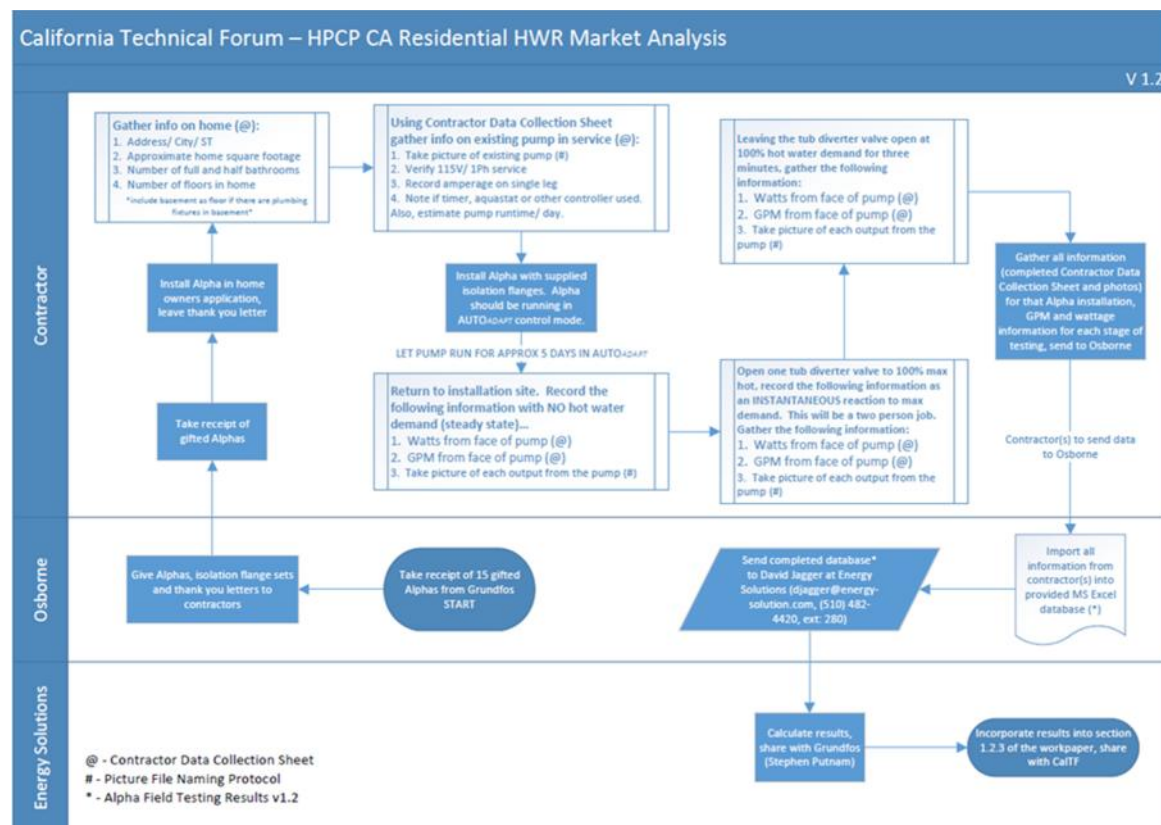 California Technical Forum – HPCP CA Residential HWR Market Analysis
V 1.2
Contractor
Gather info on home (@):
1. Address/ City/ ST
2. Approximate home square footage
3. Number of full and half bathrooms
4. Number of floors in home
*include basement as floor if there are plumbing
fixtures in basement*
Using Contractor Data Collection Sheet
gather info on existing pump in service (@):
1. Take picture of existing pump (#)
2. Verify 115V/ 1Ph service
3. Record amperage on single leg
4. Note if timer, aquastat or other controller used.
Also, estimate pump runtime/ day.
Leaving the tub diverter valve open at
100% hot water demand for three
minutes, gather the following
information:
1. Watts from face of pump (@)
2. GPM from face of pump (@)
3. Take picture of each output from the
pump (#)
Install Alpha in home
owners application,
leave thank you letter
Install Alpha with supplied
isolation flanges. Alpha
should be running in
AUTOADAPT control mode.
Gather all information
(completed Contractor Data
Collection Sheet and photos)
for that Alpha installation,
GPM and wattage
information for each stage of
testing, send to Osborne
LET PUMP RUN FOR APPROX 5 DAYS IN AUTOADAPT
Take receipt of
gifted Alphas
Return to installation site. Record the
following information with NO hot water
demand (steady state)...
1. Watts from face of pump (@)
2. GPM from face of pump (@)
3. Take picture of each output from the pump (#)
Open one tub diverter valve to 100% max
hot, record the following information as
an INSTANTANEOUS reaction to max
demand. This will be a two person job.
Gather the following information:
1. Watts from face of pump (@)
2. GPM from face of pump (@)
3. Take picture of each output from the
pump (#)
Contractor(s) to send data
to Osborne
Osborne
Give Alphas, isolation flange sets
and thank you letters to
contractors
Take receipt of 15 gifted
Alphas from Grundfos
START
Send completed database*
to David Jagger at Energy
Solutions (djagger@energy-
solution.com, (510) 482-
4420, ext: 280)
Import all
information from
contractor(s) into
provided MS Excel
database (*)
Energy Solutions
Calculate results,
share with Grundfos
(Stephen Putnam)
Incorporate results into section
1.2.3 of the workpaper, share
with CalTF
@ - Contractor Data Collection Sheet
# - Picture File Naming Protocol
* - Alpha Field Testing Results v1.2